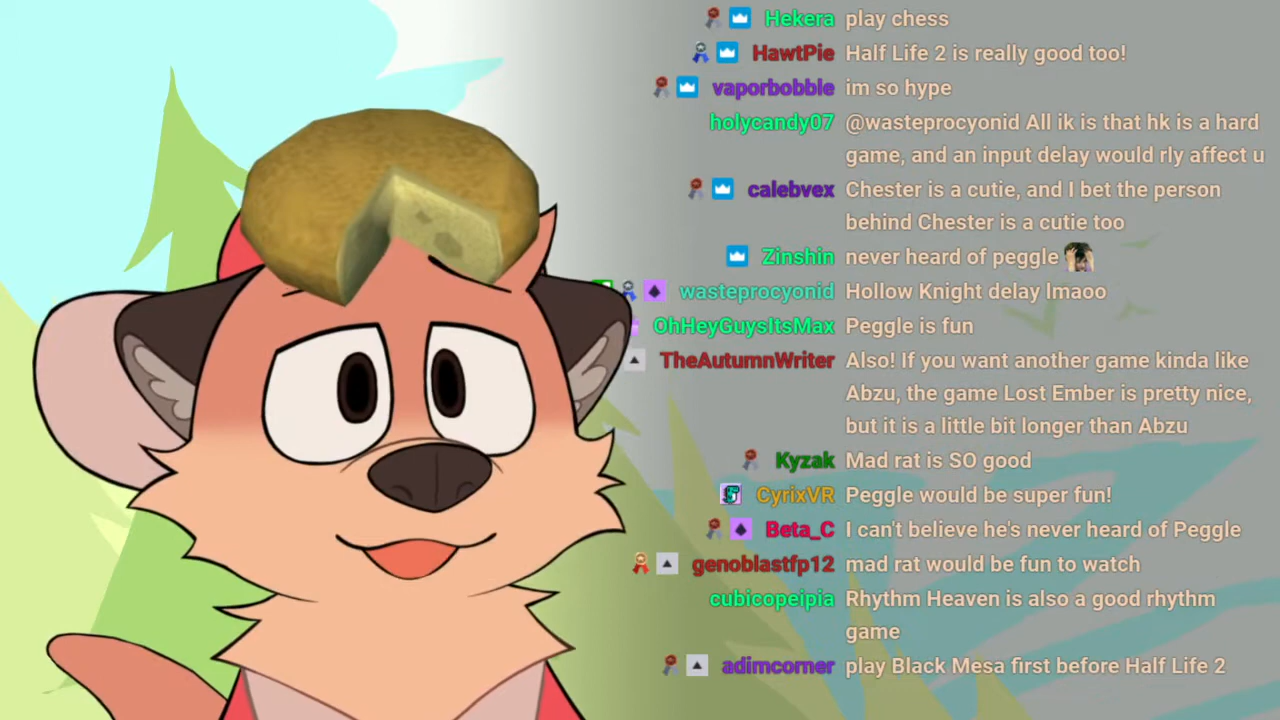 Hekera play chess
HawtPie Half Life 2 is really good too!
vaporbobble im so hype
holycandy07 @wasteprocyonid All ik is that hk is a hard
game, and an input delay would rly affect u
calebvex Chester is a cutie, and I bet the person
behind Chester is a cutie too
Zinshin never heard of peggle
wasteprocyonid Hollow Knight delay lmaoo
OhHeyGuysItsMax Peggle is fun
TheAutumnWriter Also! If you want another game kinda like
Abzu, the game Lost Ember is pretty nice,
but it is a little bit longer than Abzu
Kyzak Mad rat is SO good
CyrixVR Peggle would be super fun!
Beta_C I can't believe he's never heard of Peggle
genoblastfp12 mad rat would be fun to watch
cubicopeipia Rhythm Heaven is also a good rhythm
game
adimcorner play Black Mesa first before Half Life 2